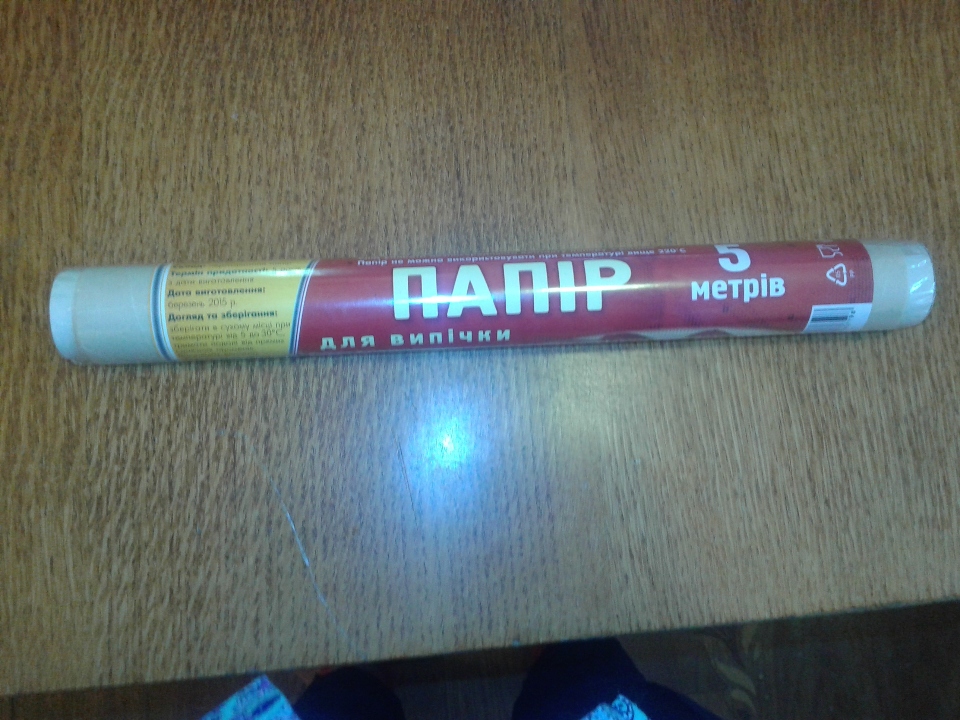 Термін придатності:
з дати виготовлення
Дата виготовлення:
березень 2015 р.
Догляд та зберігання:
зберігати в сухому місці при
температурі від 5 до 30°C,
Папір не можна використовувати при температурі вище 220°C
ПАПІР
для випічки
5
метрів